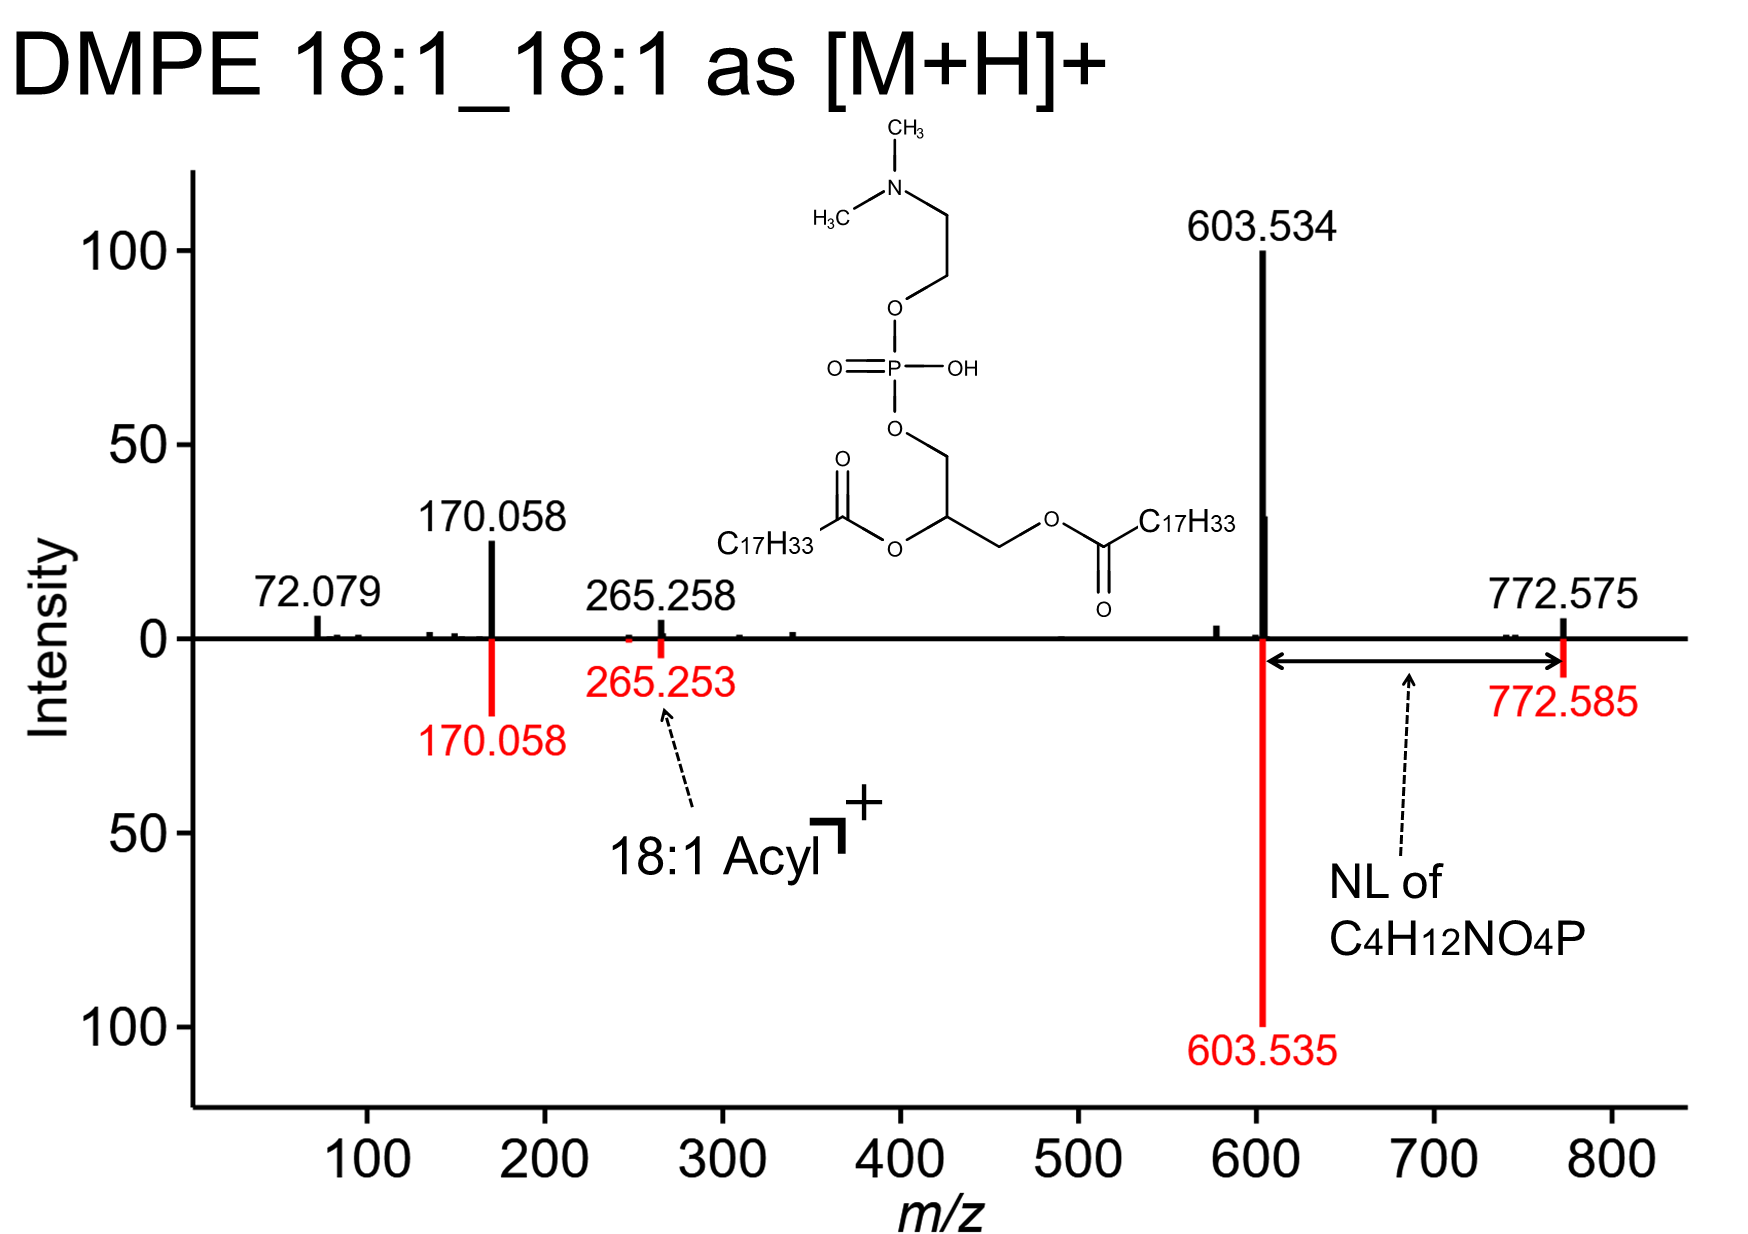 DMPE 18:1_18:1 as [M+H]+
CH3
N
H3C
O
O P OH
O
O
C17H33
O
O
C17H33
O
Intensity
100
50
0
50
100
603.534
170.058
72.079
265.258
772.575
265.253
170.058
772.585
603.535
18:1 Acyl +
NL of
C4H12NO4P
100 200 300 400 500 600 700 800
m/z